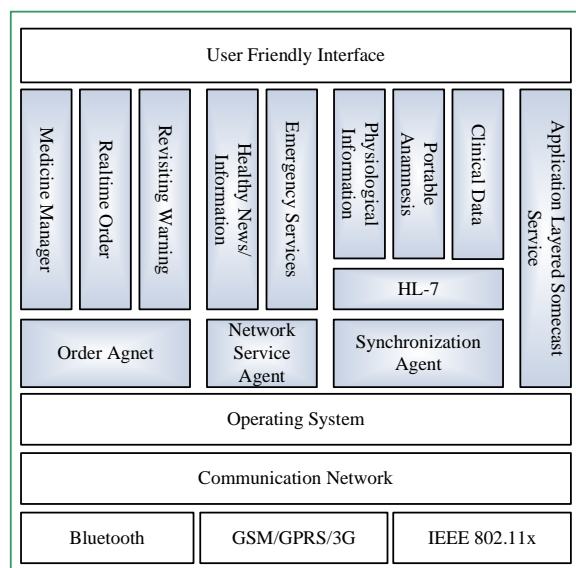 User Friendly Interface
Medicine Manager
Realtime Order
Revisiting Warning
Healthy News/
Information
Emergency Services
Physiological
Information
Portable
Anamnesis
Clinical Data
Application Layered Somecast
Service
HL-7
Order Agnet
Network
Service
Agent
Synchronization
Agent
Operating System
Communication Network
Bluetooth
GSM/GPRS/3G
IEEE 802.11x